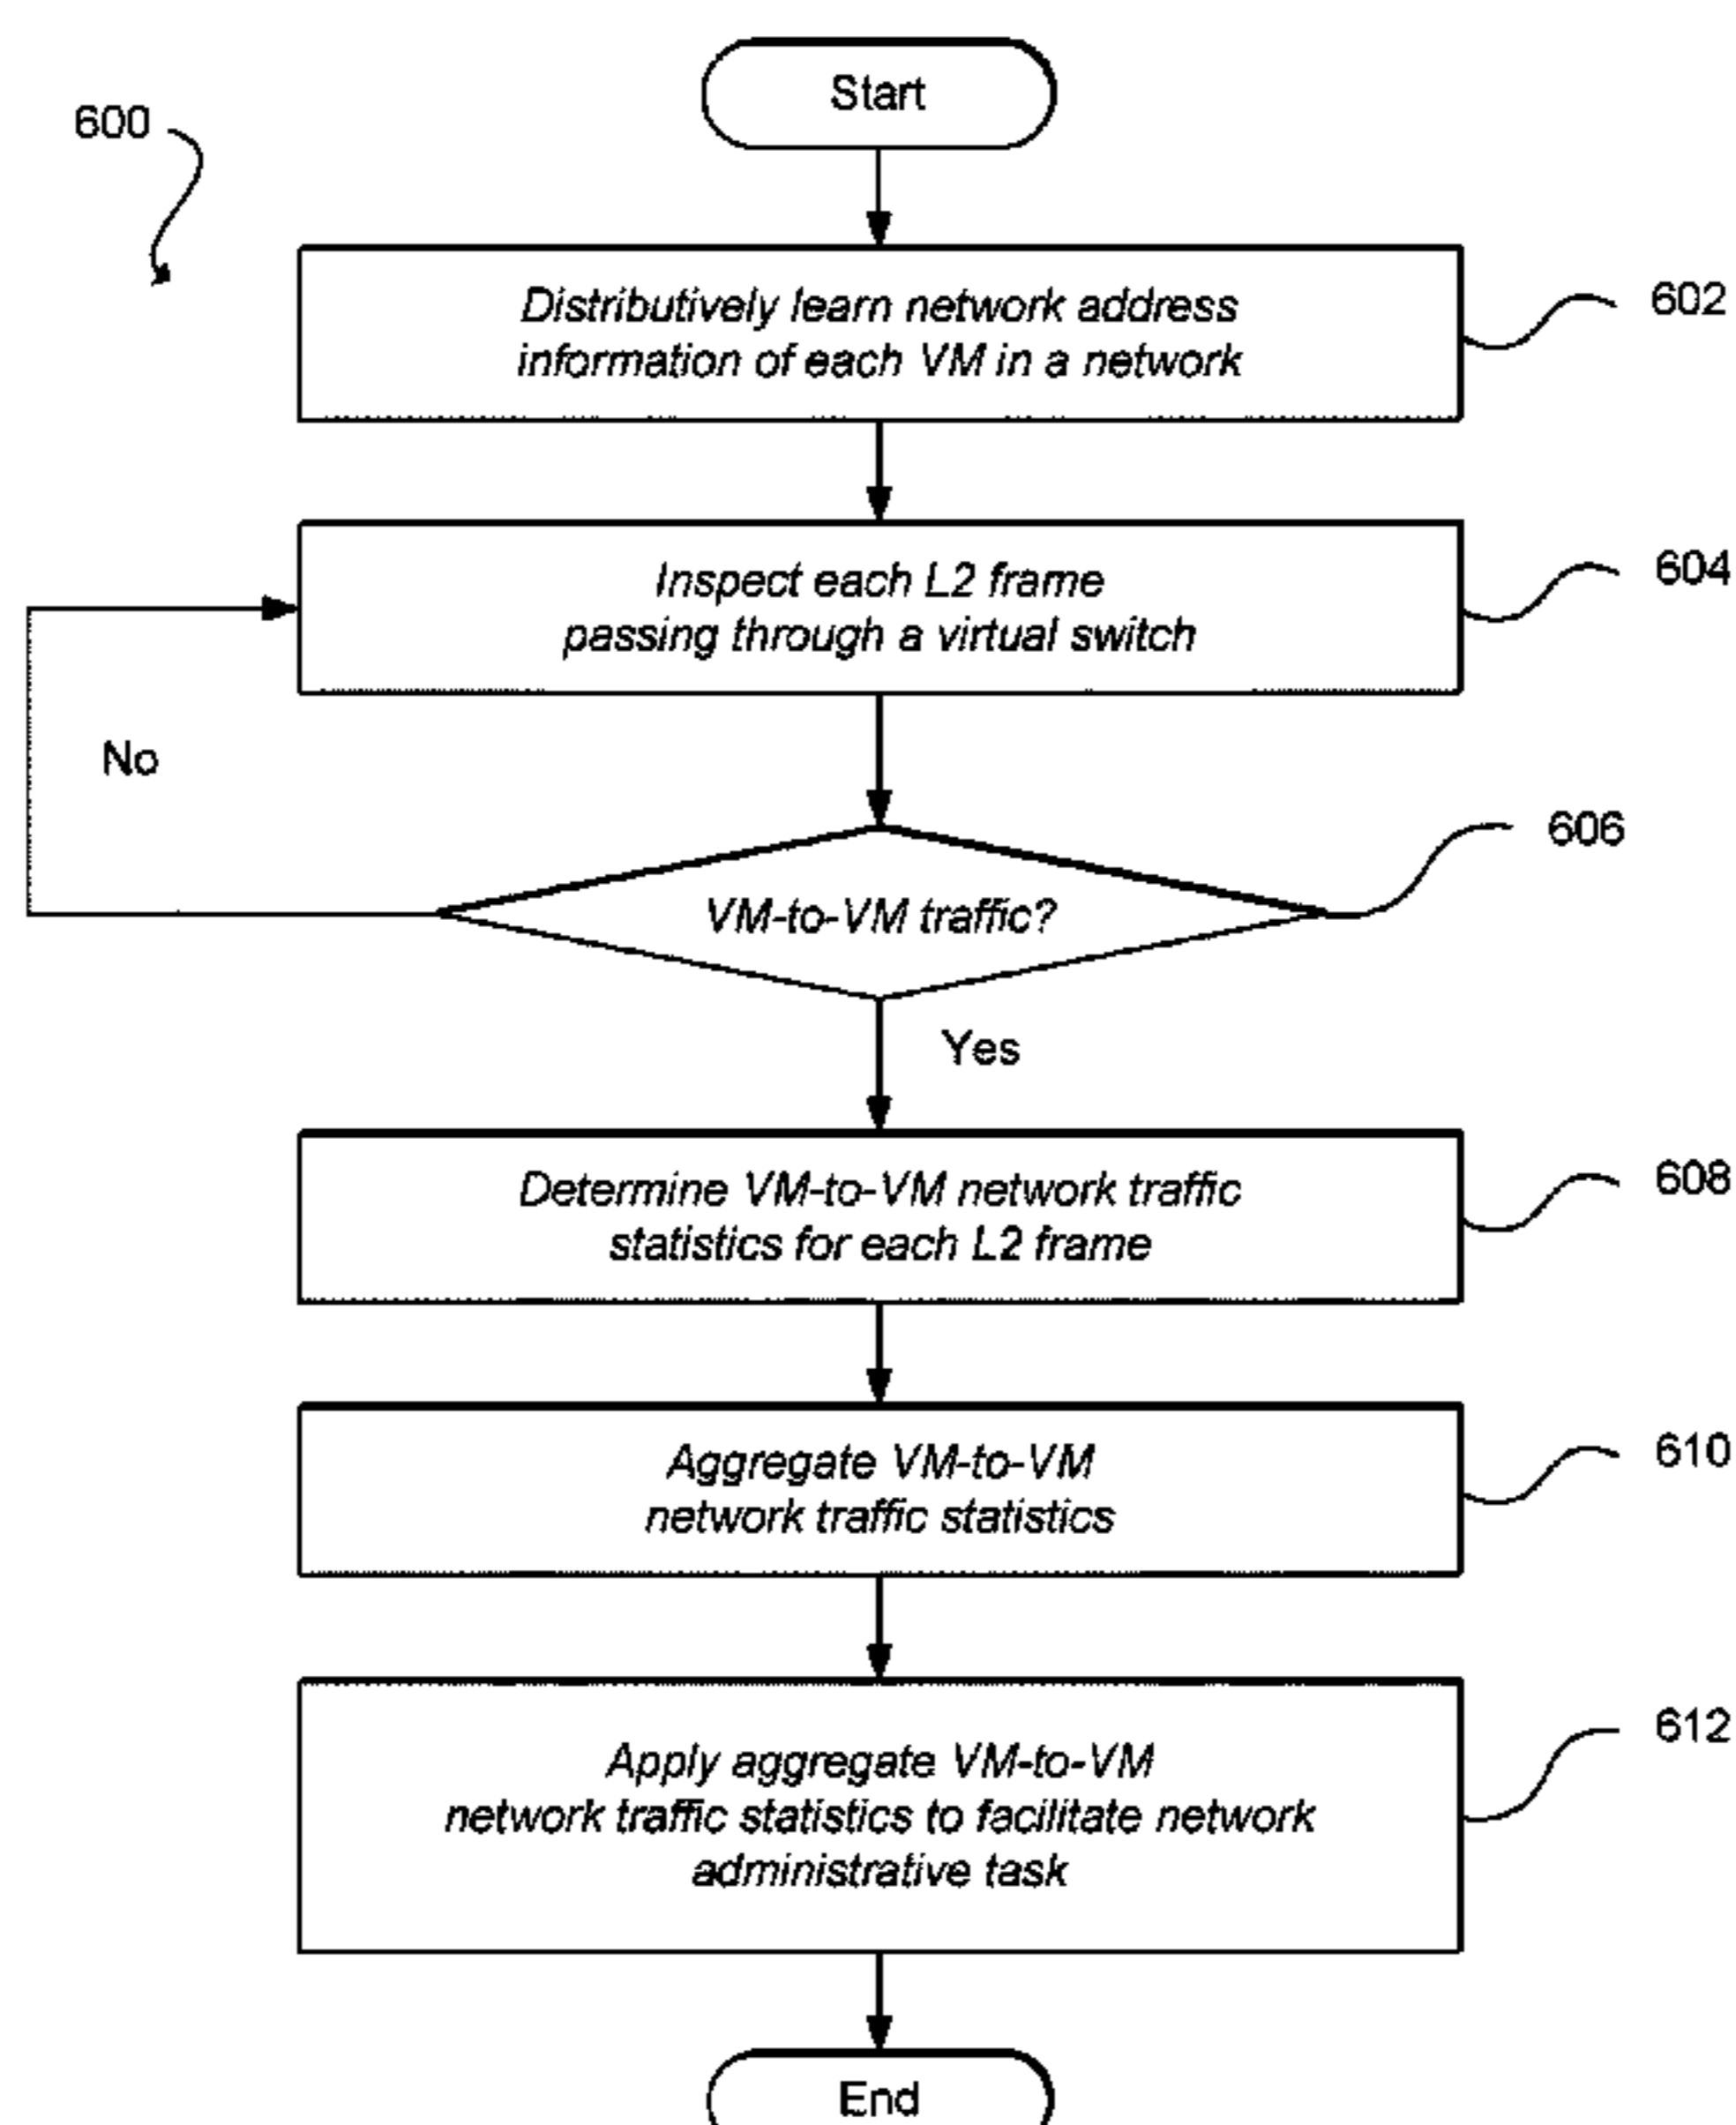 Start
600
Distributively learn network address
information of each VM in a network
602
Inspect each L2 frame
passing through a virtual switch
604
No
VM-to-VM traffic?
606
Yes
Determine VM-to-VM network traffic
statistics for each L2 frame
608
Aggregate VM-to-VM
network traffic statistics
610
Apply aggregate VM-to-VM
network traffic statistics to facilitate network
administrative task
612
End